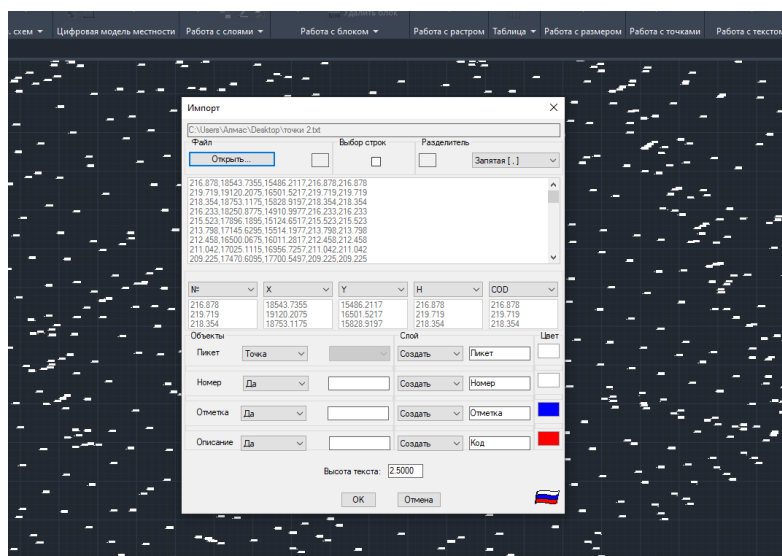 Удалить блок
. схем Цифровая модель местности Работа с слоями Работа с блоком Работа с растром Таблица Работа с размером Работа с точками Работа с текстом
Импорт
C:\Users\Алмас\Desktop\точки 2.txt
Файл Выбор строк Разделитель
Открыть... Запятая [ , ]
216.878,18543.7355,15486.2117,216.878,216.878
219.719,19120.2075,16501.5217,219.719,219.719
218.354,18753.1175,15828.9197,218.354,218.354
216.233,18250.8775,14910.9977,216.233,216.233
215.523,17896.1895,15124.6517,215.523,215.523
213.798,17145.6295,15514.1977,213.798,213.798
212.458,16500.0675,16011.2817,212.458,212.458
211.042,17025.1115,16956.7257,211.042,211.042
209.225,17470.6095,17700.5497,209.225,209.225
№ X Y H COD
216.878 18543.7355 15486.2117 216.878 216.878
219.719 19120.2075 16501.5217 219.719 219.719
218.354 18753.1175 15828.9197 218.354 218.354
Объекты Слой Цвет
Пикет Точка Создать Пикет
Номер Да Создать Номер
Отметка Да Создать Отметка
Описание Да Создать Код
Высота текста: 2.5000
OK Отмена